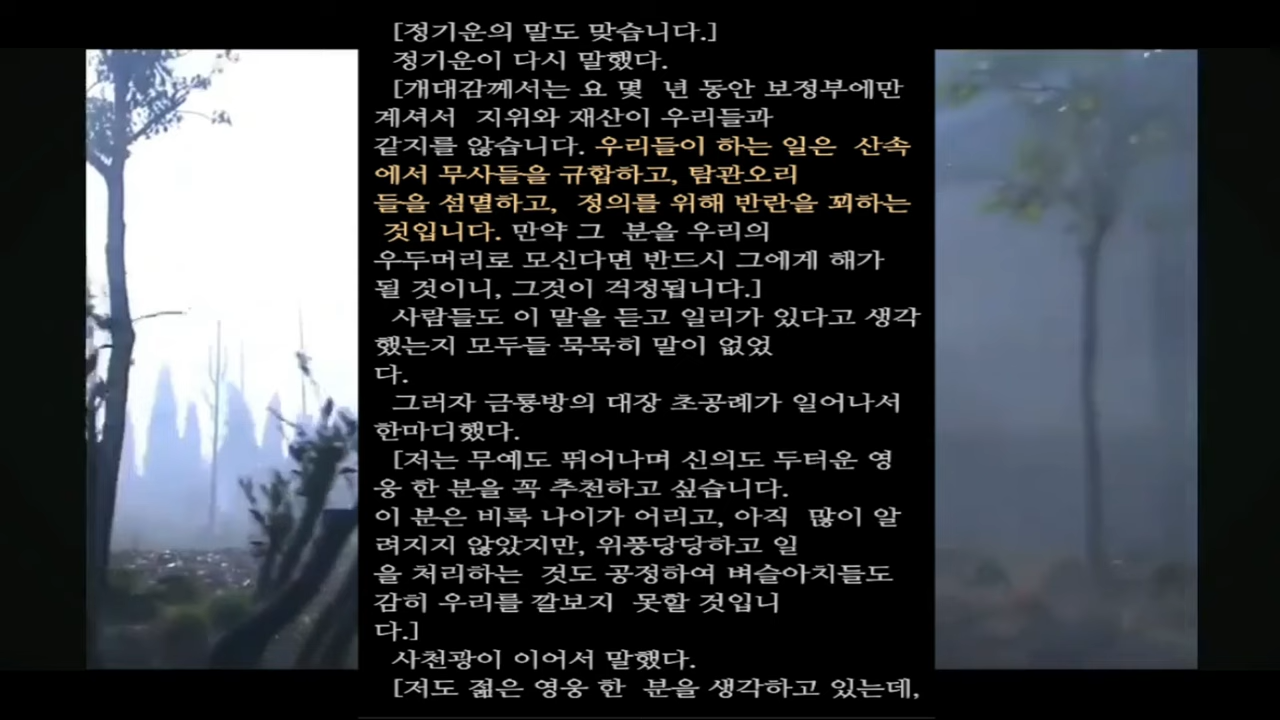 [정기운의 말도 맞습니다.]
정기운이 다시 말했다.
[개대감께서는 요 몇 년 동안 보정부에만
계셔서 지위와 재산이 우리들과
같지를 않습니다. 우리들이 하는 일은 산속
에서 무사들을 규합하고, 탐관오리
들을 섬멸하고, 정의를 위해 반란을 꾀하는
것입니다. 만약 그 분을 우리의
우두머리로 모신다면 반드시 그에게 해가
될 것이니, 그것이 걱정됩니다.]
사람들도 이 말을 듣고 일리가 있다고 생각
했는지 모두들 묵묵히 말이 없었
다.
그러자 금룡방의 대장 초공례가 일어나서
한마디했다.
[저는 무예도 뛰어나며 신의도 두터운 영
웅 한 분을 꼭 추천하고 싶습니다.
이 분은 비록 나이가 어리고, 아직 많이 알
려지지 않았지만, 위풍당당하고 일
을 처리하는 것도 공정하여 벼슬아치들도
감히 우리를 깔보지 못할 것입니
다.]
사천광이 이어서 말했다.
[저도 젊은 영웅 한 분을 생각하고 있는데,